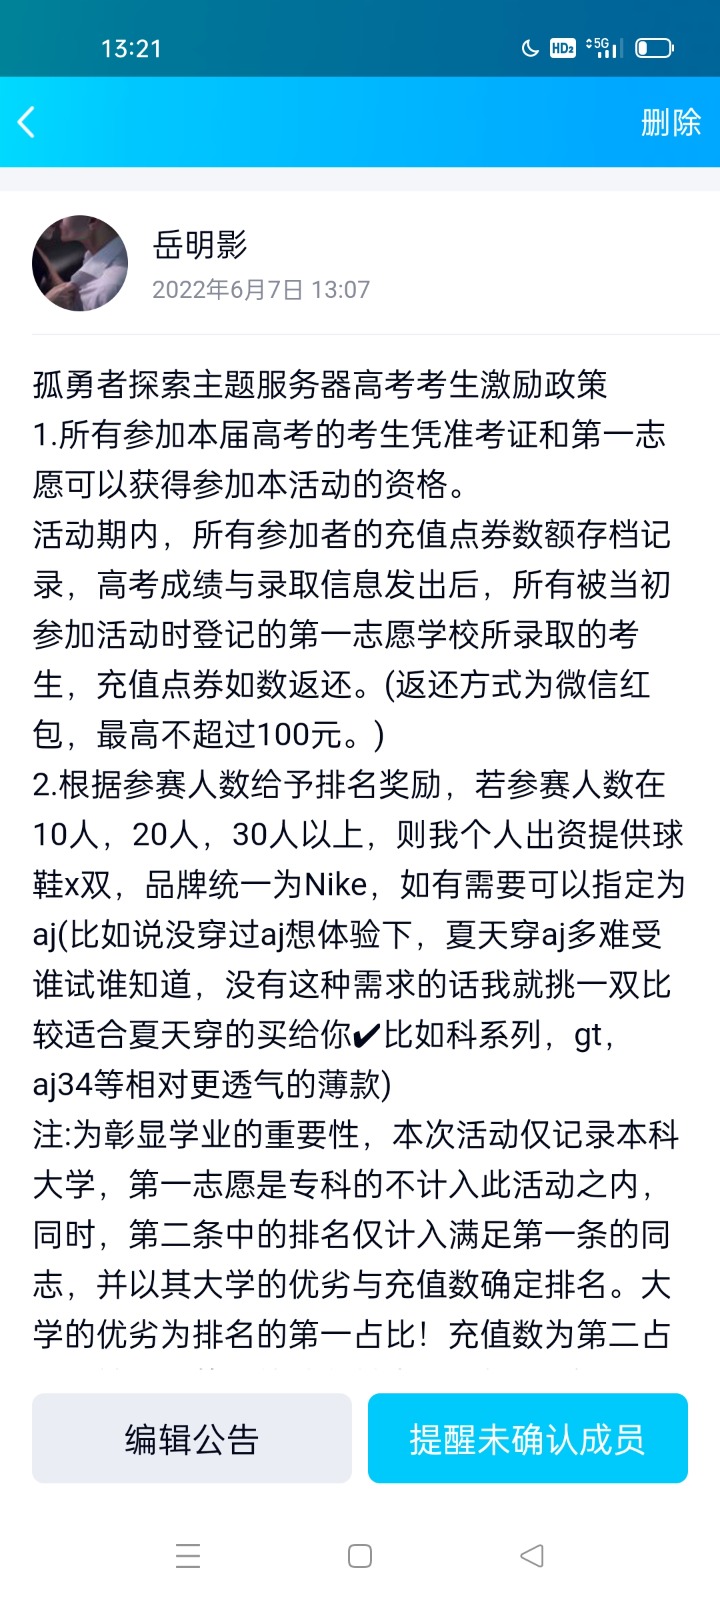 13:21
HD2
5G
删除
岳明影
2022年6月7日 13:07
孤勇者探索主题服务器高考考生激励政策
1.所有参加本届高考的考生凭准考证和第一志
愿可以获得参加本活动的资格。
活动期内，所有参加者的充值点券数额存档记
录，高考成绩与录取信息发出后，所有被当初
参加活动时登记的第一志愿学校所录取的考
生，充值点券如数返还。(返还方式为微信红
包，最高不超过100元。)
2.根据参赛人数给予排名奖励，若参赛人数在
10人，20人，30人以上，则我个人出资提供球
鞋x双，品牌统一为Nike，如有需要可以指定为
aj(比如说没穿过aj想体验下，夏天穿aj多难受
谁试谁知道，没有这种需求的话我就挑一双比
较适合夏天穿的买给你✔比如科系列，gt，
aj34等相对更透气的薄款)
注:为彰显学业的重要性，本次活动仅记录本科
大学，第一志愿是专科的不计入此活动之内，
同时，第二条中的排名仅计入满足第一条的同
志，并以其大学的优劣与充值数确定排名。大
学的优劣为排名的第一占比！充值数为第二占
编辑公告
提醒未确认成员